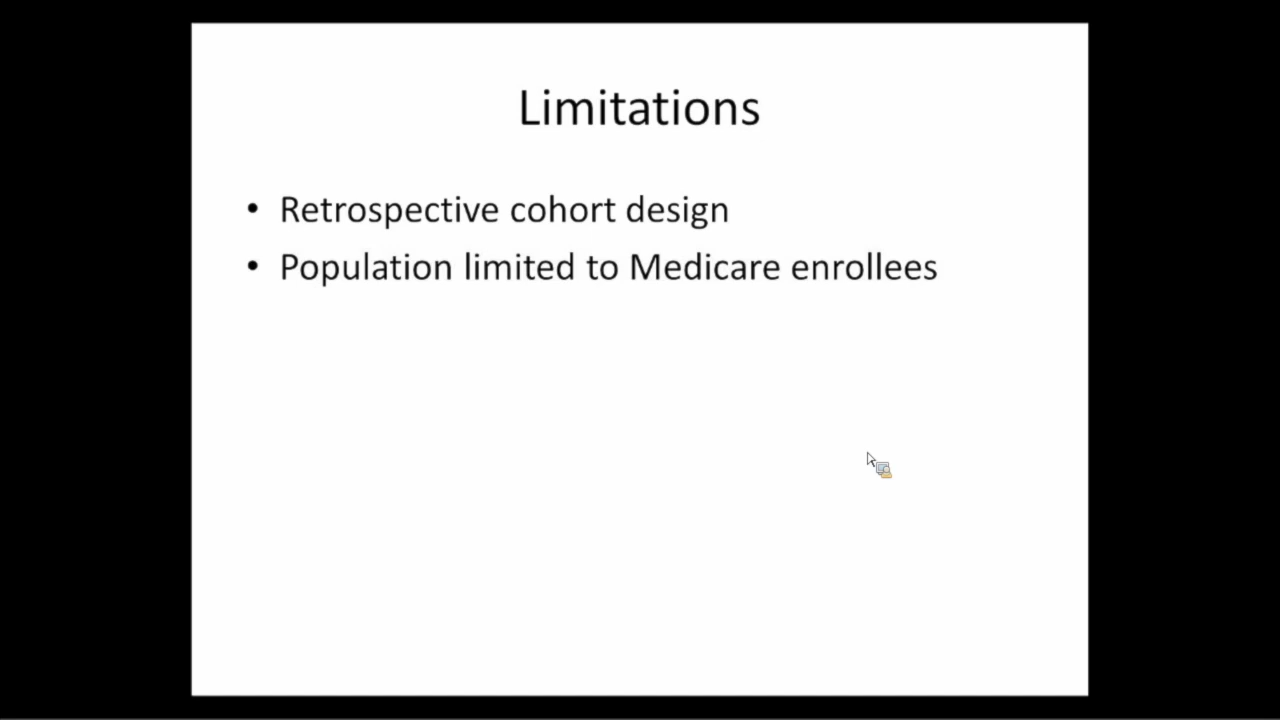 Limitations
• Retrospective cohort design
• Population limited to Medicare enrollees